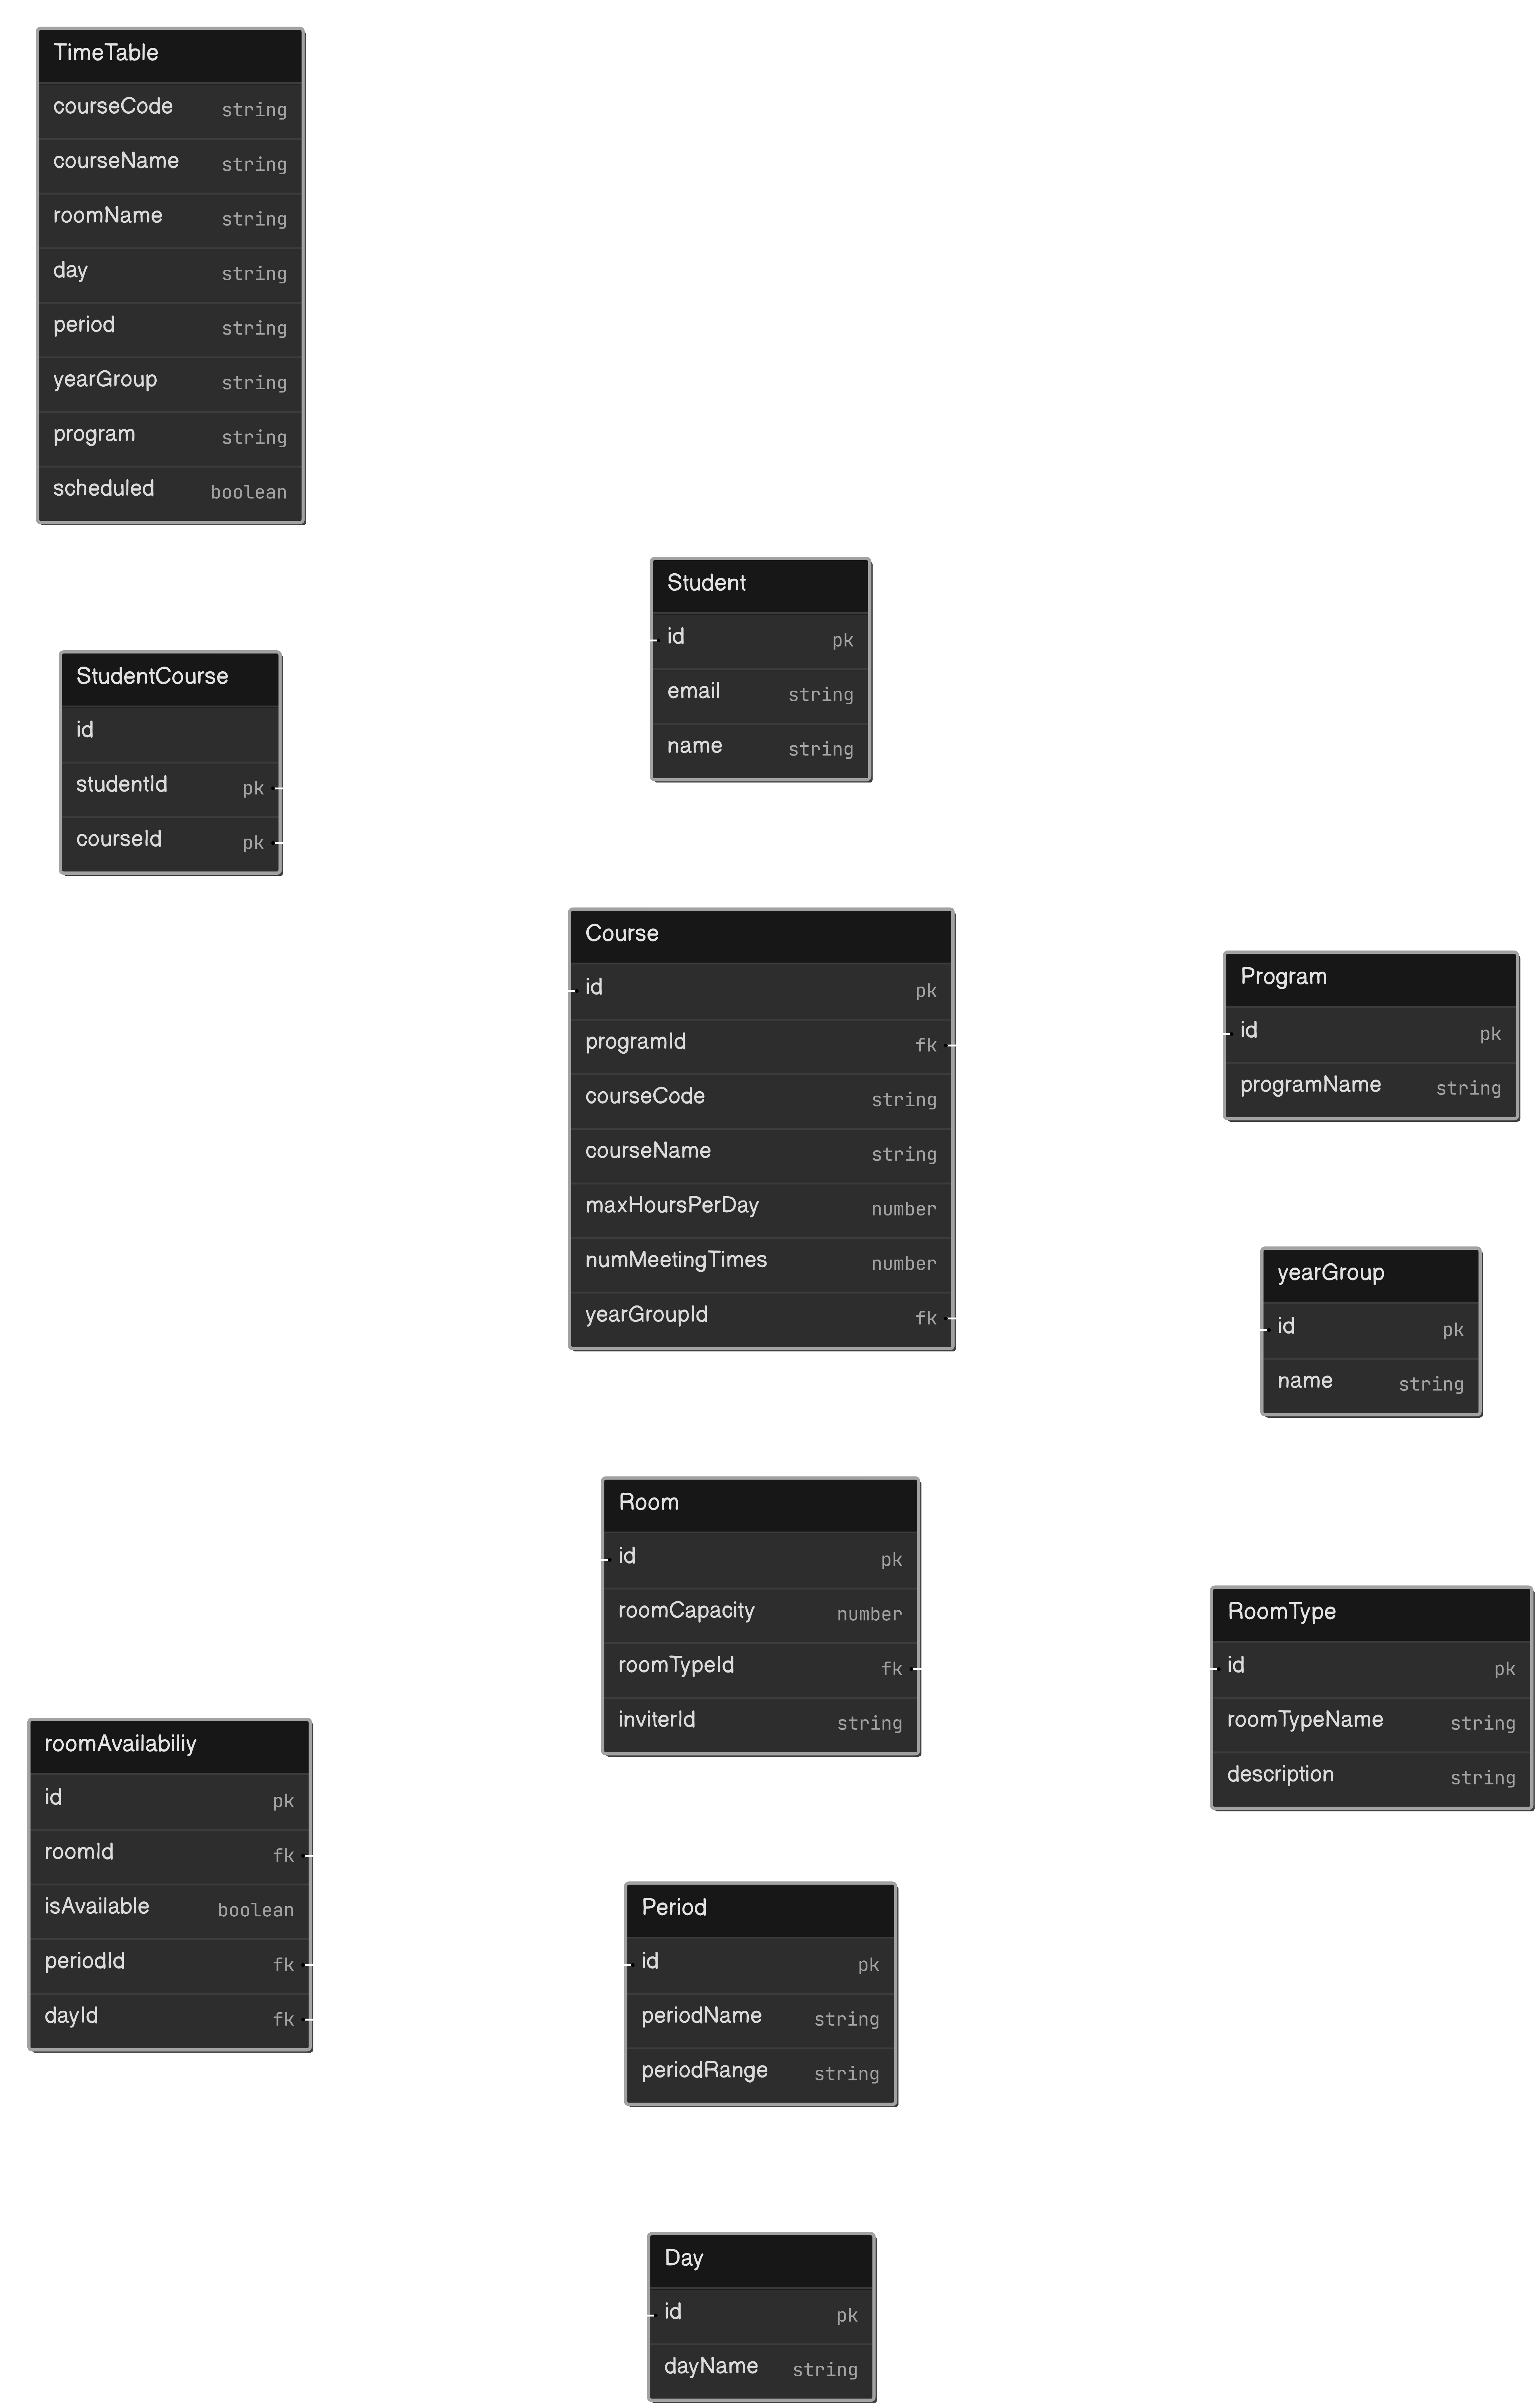 TimeTable
courseCode string
courseName string
roomName string
day string
period string
yearGroup string
program string
scheduled boolean
Student
id pk
email string
name string
StudentCourse
id
studentId pk
courseId pk
Course
id pk
programId fk
courseCode string
courseName string
maxHoursPerDay number
numMeetingTimes number
yearGroupId fk
Program
id pk
programName string
yearGroup
id pk
name string
Room
id pk
roomCapacity number
roomTypeId fk
inviterId string
RoomType
id pk
roomTypeName string
description string
roomAvailabiliy
id pk
roomId fk
isAvailable boolean
periodId fk
dayId fk
Period
id pk
periodName string
periodRange string
Day
id pk
dayName string